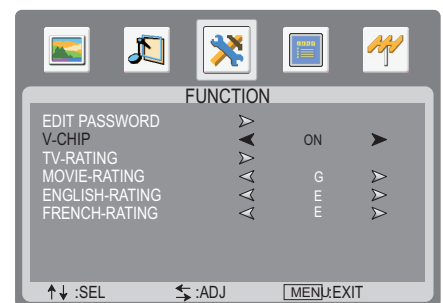 FUNCTION
EDIT PASSWORD
V-CHIP ON
TV-RATING
MOVIE-RATING G
ENGLISH-RATING E
FRENCH-RATING E
:SEL :ADJ MENU:EXIT